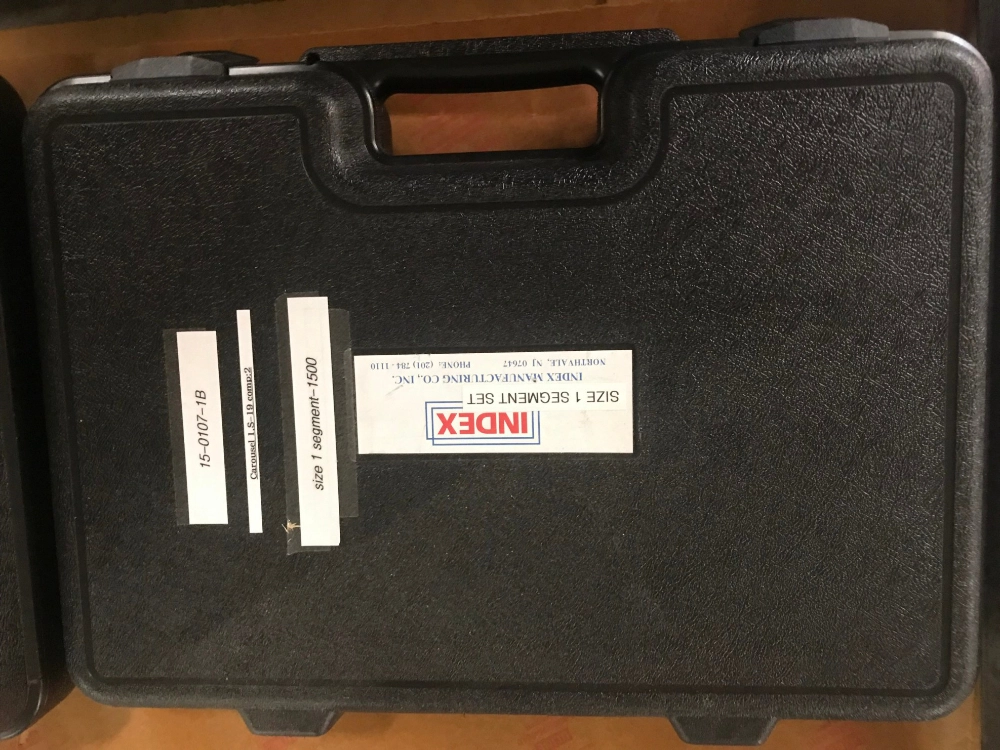 15-0107-1B
Carousel 1.S-19 comp:2
size 1 segment-1500
INDEX
SIZE 1 SEGMENT SET
INDEX MANUFACTURING CO., INC.
NORTHVALE, NJ 07647 PHONE: (201) 784-1110